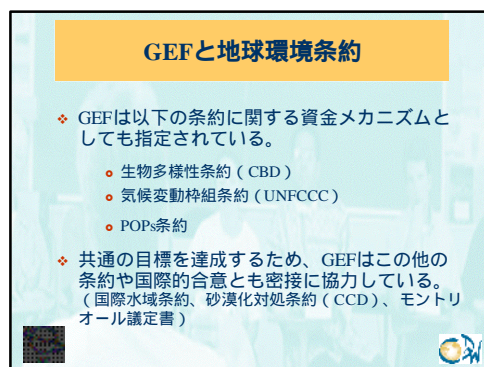 GEFと地球環境条約
GEFは以下の条約に関する資金メカニズムと
しても指定されている。
生物多様性条約（CBD）
気候変動枠組条約（UNFCCC）
POPs条約
共通の目標を達成するため、GEFはこの他の
条約や国際的合意とも密接に協力している。
（国際水域条約、砂漠化対処条約（CCD）、モントリ
オール議定書）